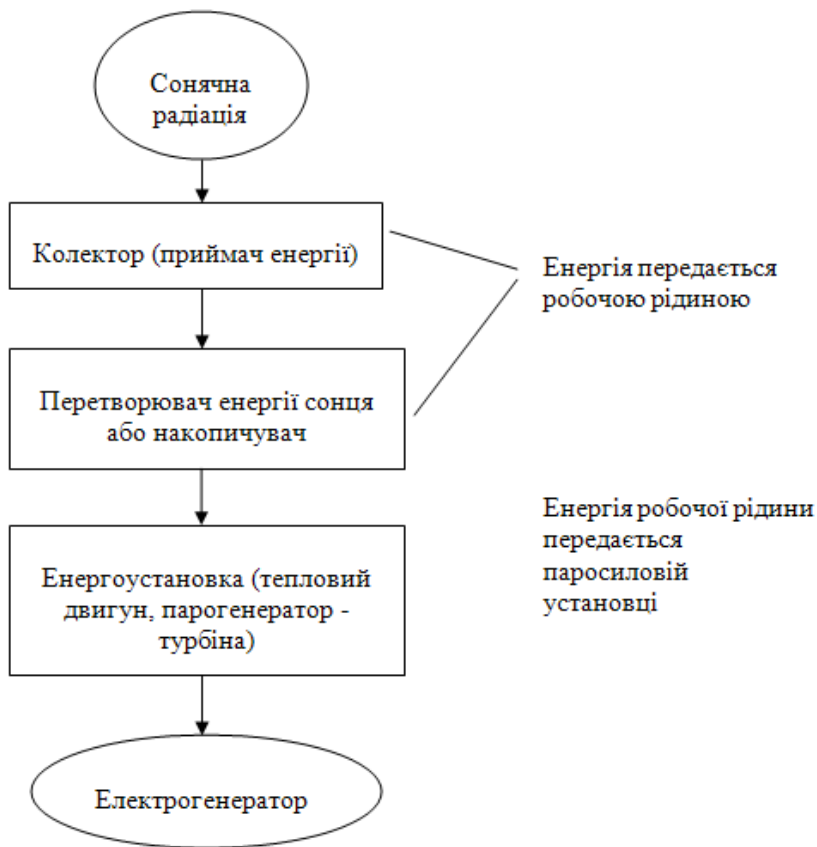 Сонячна
радіація
Колектор (приймач енергії)
Енергія передається
робочою рідиною
Перетворювач енергії сонця
або накопичувач
Енергія робочої рідини
передається
паросиловій
установці
Енергоустановка (тепловий
двигун, парогенератор -
турбіна)
Електрогенератор